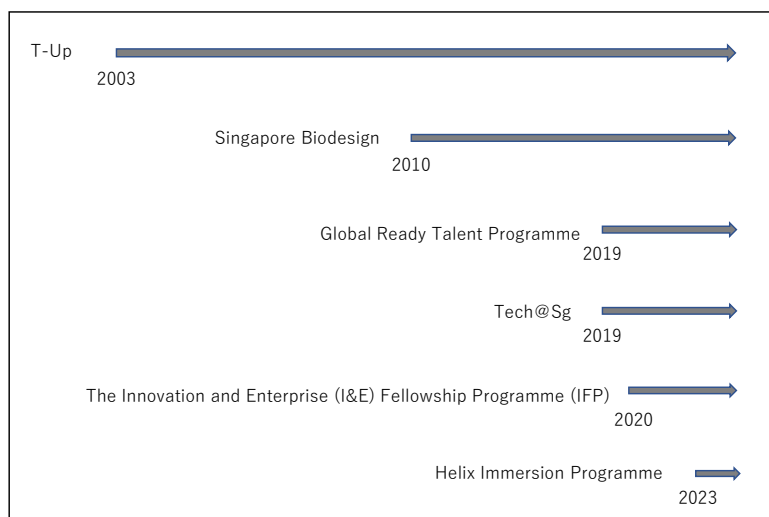 T-Up
2003
Singapore Biodesign
2010
Global Ready Talent Programme
2019
Tech@Sg
2019
The Innovation and Enterprise (I&E) Fellowship Programme (IFP)
2020
Helix Immersion Programme
2023